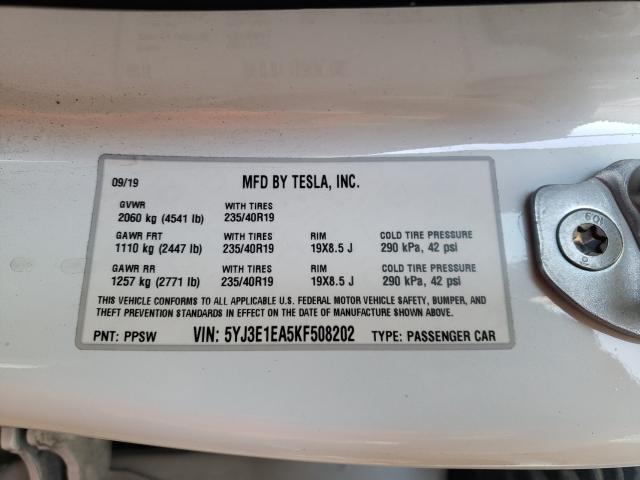 09/19 MFD BY TESLA, INC.
GVWR WITH TIRES
2060 kg (4541 lb) 235/40R19
GAWR FRT WITH TIRES RIM COLD TIRE PRESSURE
1110 kg (2447 lb) 235/40R19 19X8.5 J 290 kPa, 42 psi
GAWR RR WITH TIRES RIM COLD TIRE PRESSURE
1257 kg (2771 lb) 235/40R19 19X8.5 J 290 kPa, 42 psi
THIS VEHICLE CONFORMS TO ALL APPLICABLE U.S. FEDERAL MOTOR VEHICLE SAFETY, BUMPER, AND
THEFT PREVENTION STANDARDS IN EFFECT ON THE DATE OF MANUFACTURE SHOWN ABOVE.
PNT: PPSW VIN: 5YJ3E1EA5KF508202 TYPE: PASSENGER CAR
10.9